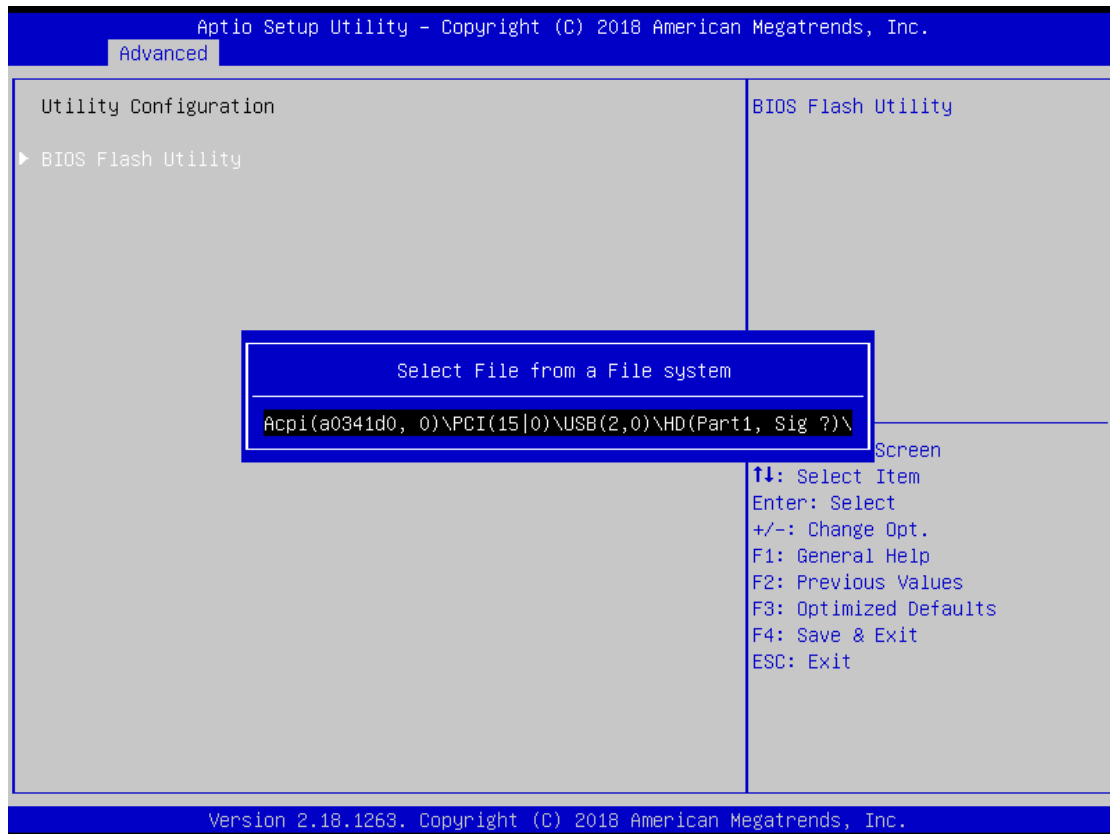 Aptio Setup Utility – Copyright (C) 2018 American Megatrends, Inc.
Advanced
Utility Configuration
BIOS Flash Utility
BIOS Flash Utility
Select File from a File system
Acpi(a0341d0, 0)\PCI(15|0)\USB(2,0)\HD(Part1, Sig ?)\
Screen
↑↓: Select Item
Enter: Select
+/-: Change Opt.
F1: General Help
F2: Previous Values
F3: Optimized Defaults
F4: Save & Exit
ESC: Exit
Version 2.18.1263. Copyright (C) 2018 American Megatrends, Inc.